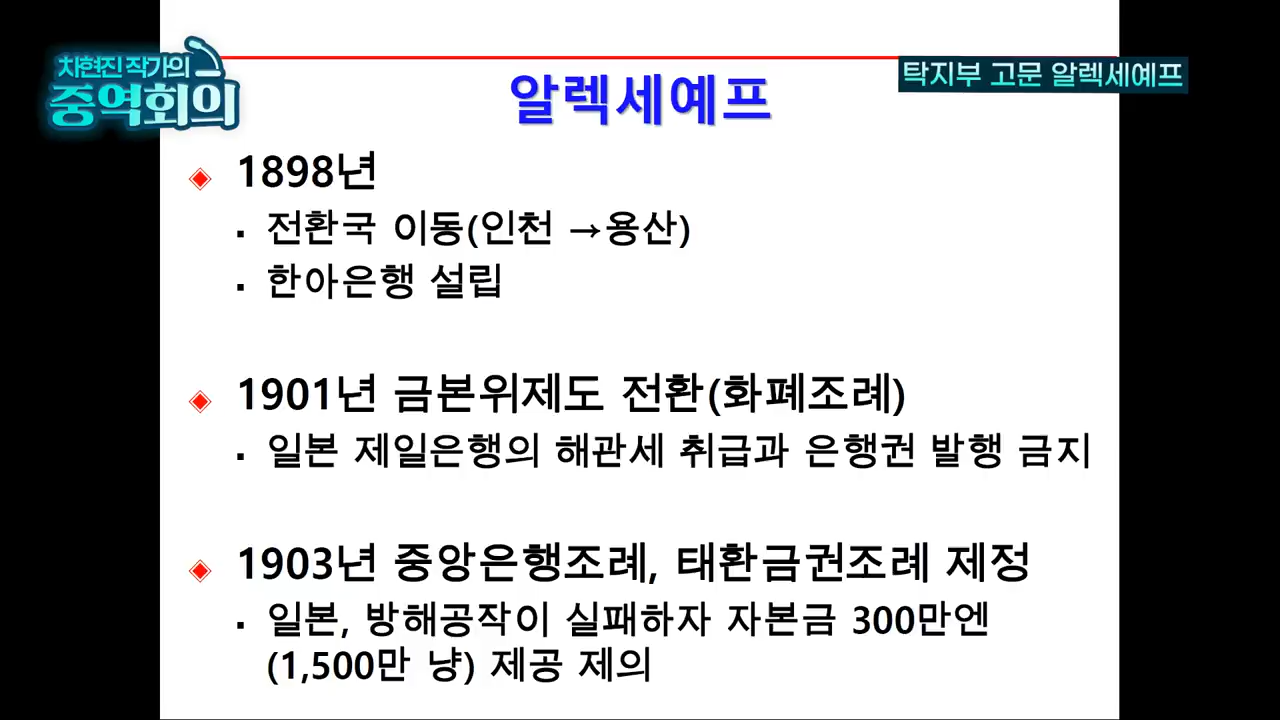 차현진 작가의
중역회의
탁지부 고문 알렉세예프
알렉세예프
1898년
전환국 이동(인천 →용산)
한아은행 설립
1901년 금본위제도 전환(화폐조례)
일본 제일은행의 해관세 취급과 은행권 발행 금지
1903년 중앙은행조례, 태환금권조례 제정
일본, 방해공작이 실패하자 자본금 300만엔
(1,500만 냥) 제공 제의